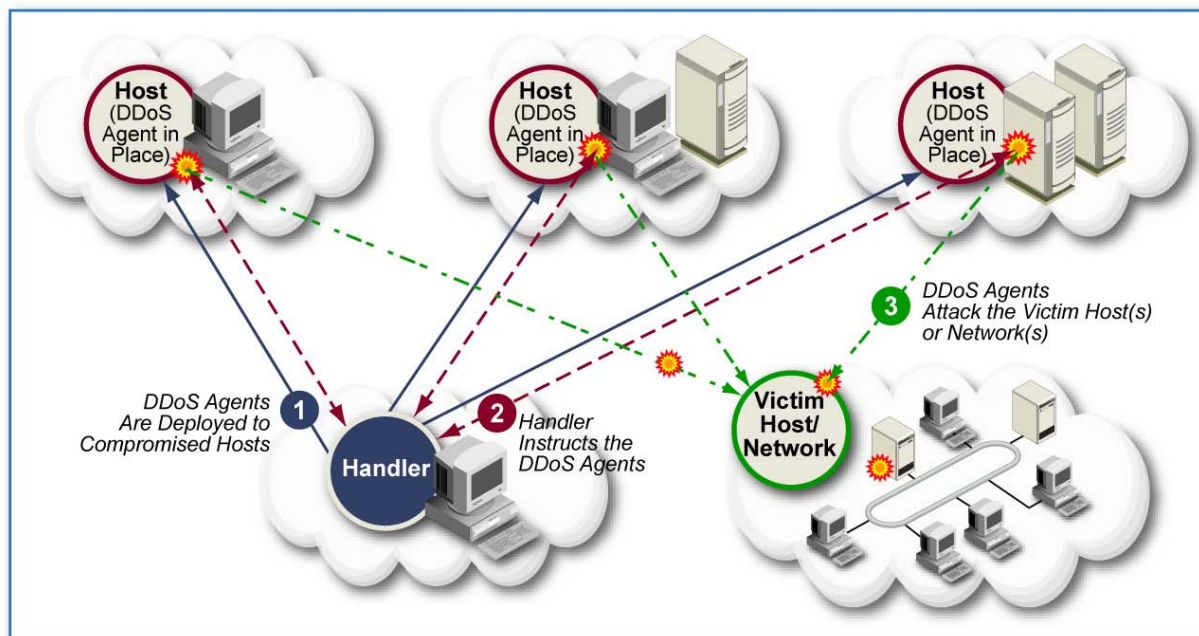 Host
(DDoS
Agent in
Place)
Host
(DDoS
Agent in
Place)
Host
(DDoS
Agent in
Place)
3
DDoS Agents
Attack the Victim Host(s)
or Network(s)
1
DDoS Agents
Are Deployed to
Compromised Hosts
Handler
2
Handler
Instructs the
DDoS Agents
Victim
Host/
Network